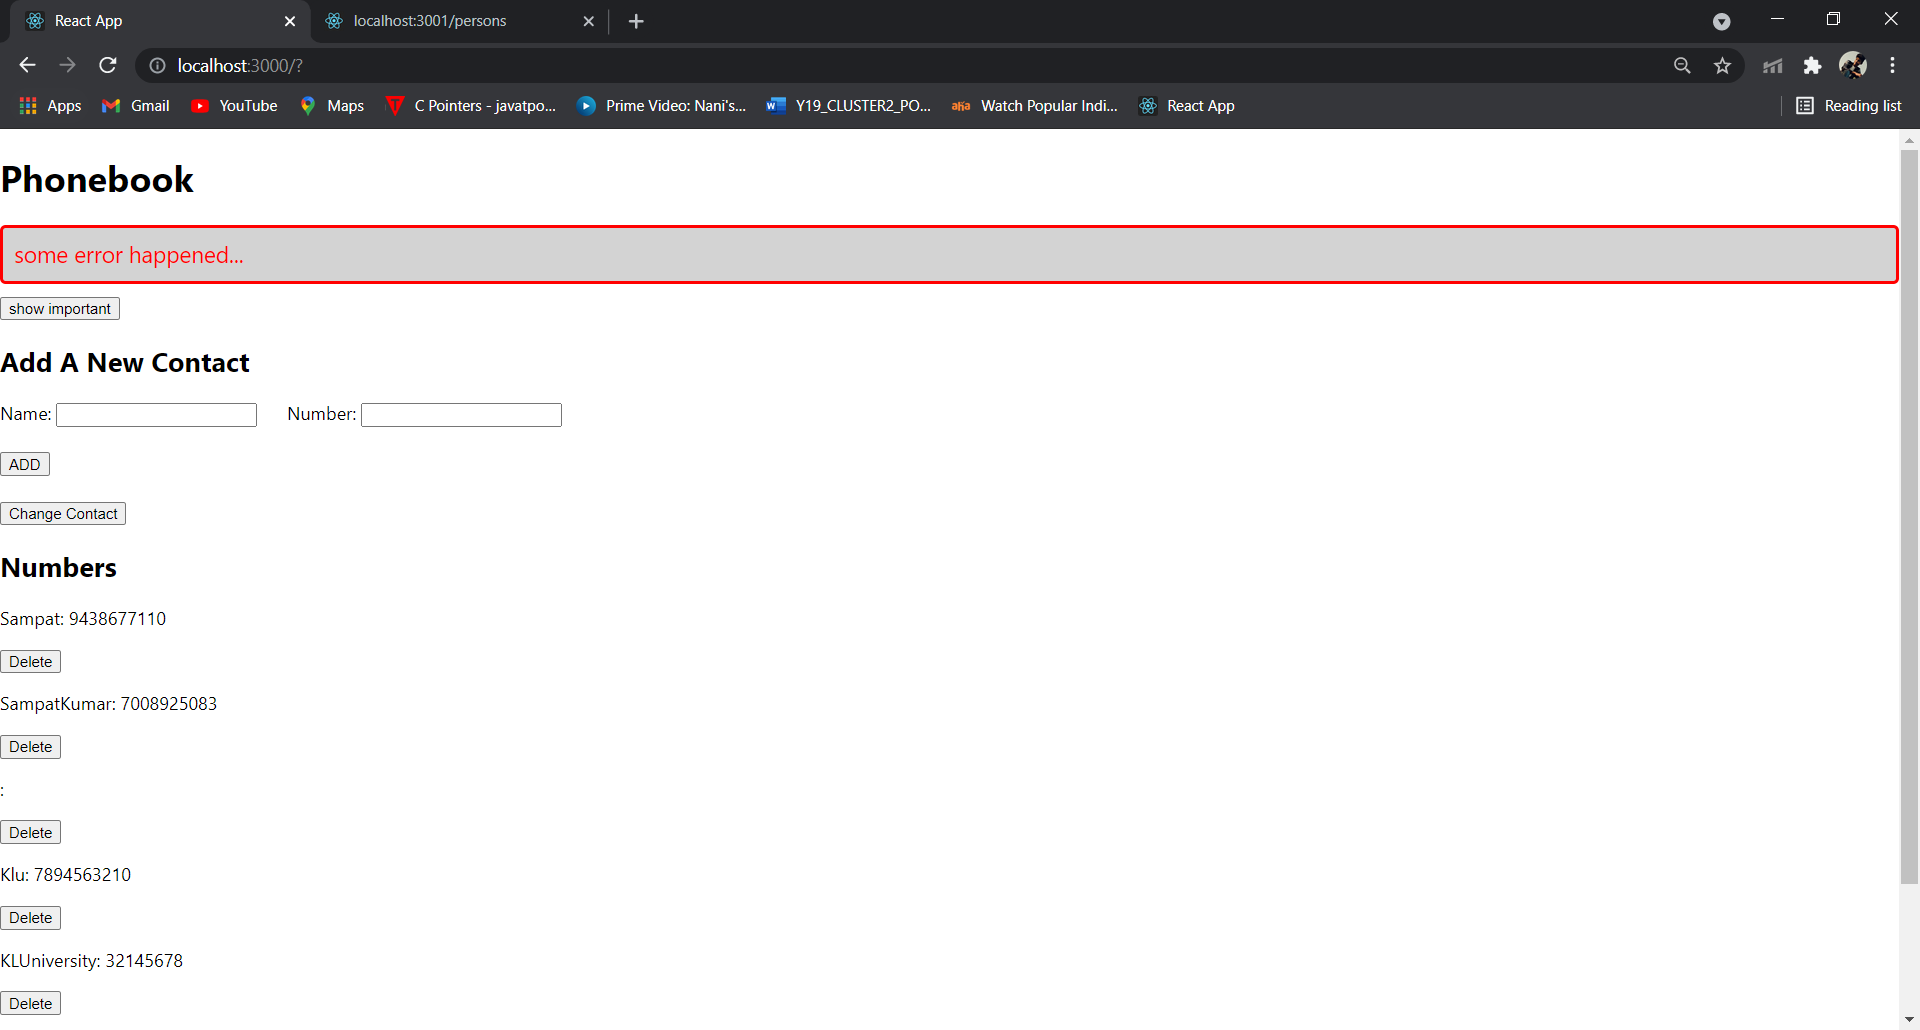 React App
localhost:3001/persons
localhost:3000/?
Apps
Gmail
YouTube
Maps
C Pointers - javatpo...
Prime Video: Nani's...
Y19_CLUSTER2_PO...
aha
Watch Popular Indi...
React App
Reading list
Phonebook
some error happened...
show important
Add A New Contact
Name: Number:
ADD
Change Contact
Numbers
Sampat: 9438677110
Delete
SampatKumar: 7008925083
Delete
:
Delete
Klu: 7894563210
Delete
KLUniversity: 32145678
Delete